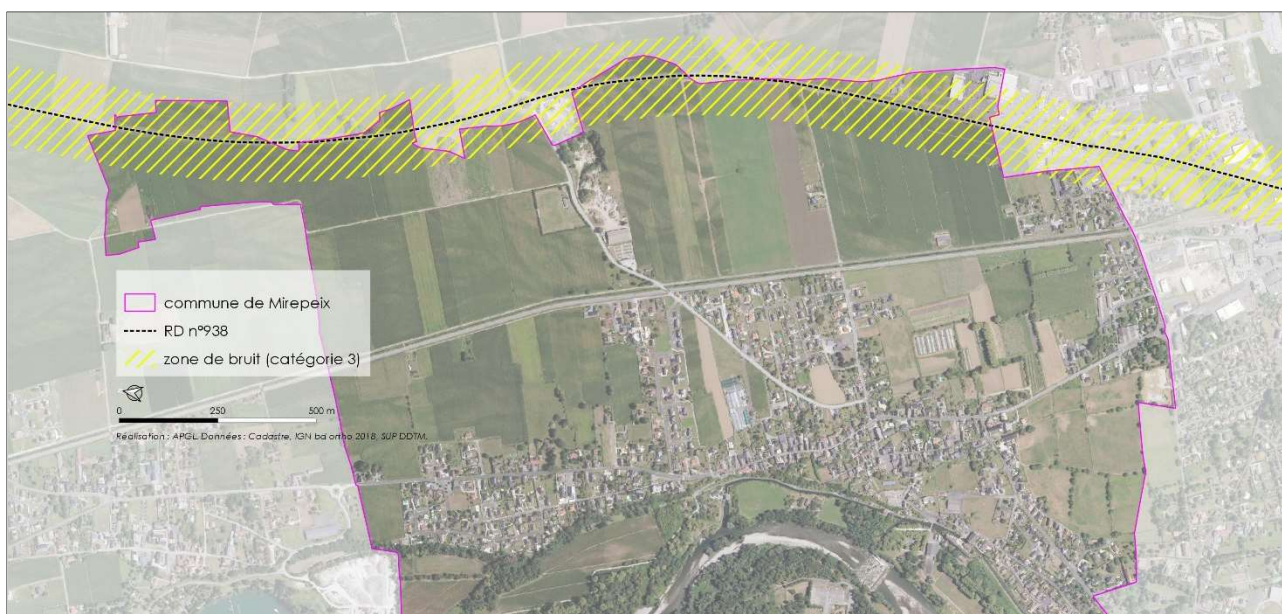 commune de Mirepeix
RD n°938
zone de bruit (catégorie 3)
0 250 500 m
Réalisation : APGL. Données : Cadastre, IGN bd ortho 2018, SUP DDTM.